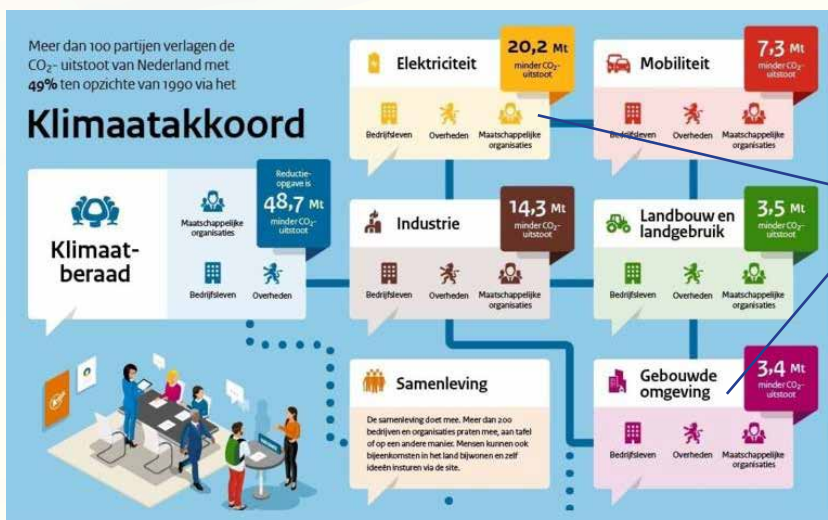 Meer dan 100 partijen verlagen de
CO₂- uitstoot van Nederland met
49% ten opzichte van 1990 via het
Klimaatakkoord
Klimaat-
beraad
Maatschappelijke
organisaties
Bedrijfsleven
Overheden
Reductie-
opgave is
48,7 Mt
minder CO₂-
uitstoot
Elektriciteit
20,2 Mt
minder CO₂-
uitstoot
Bedrijfsleven
Overheden
Maatschappelijke
organisaties
Mobiliteit
7,3 Mt
minder CO₂-
uitstoot
Bedrijfsleven
Overheden
Maatschappelijke
organisaties
Industrie
14,3 Mt
minder CO₂-
uitstoot
Bedrijfsleven
Overheden
Maatschappelijke
organisaties
Landbouw en
landgebruik
3,5 Mt
minder CO₂-
uitstoot
Bedrijfsleven
Overheden
Maatschappelijke
organisaties
Samenleving
De samenleving doet mee. Meer dan 200
bedrijven en organisaties praten mee, aan tafel
of op een andere manier. Mensen kunnen ook
bijeenkomsten in het land bijwonen en zelf
ideeën insturen via de site.
Gebouwde
omgeving
3,4 Mt
minder CO₂-
uitstoot
Bedrijfsleven
Overheden
Maatschappelijke
organisaties